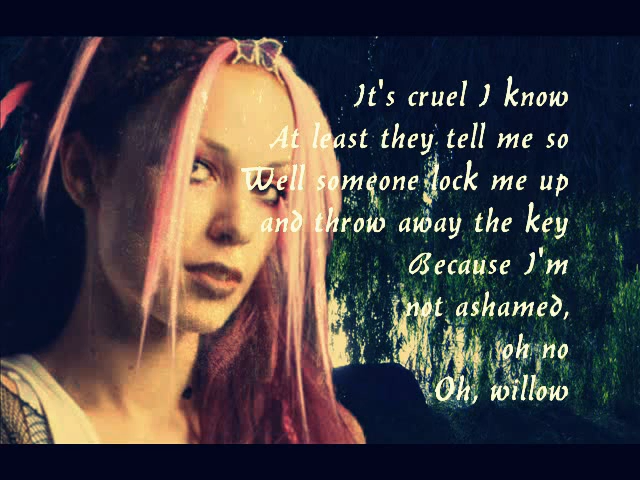 It's cruel I know
At least they tell me so
Well someone lock me up
and throw away the key
Because I'm
not ashamed,
oh no
Oh, willow